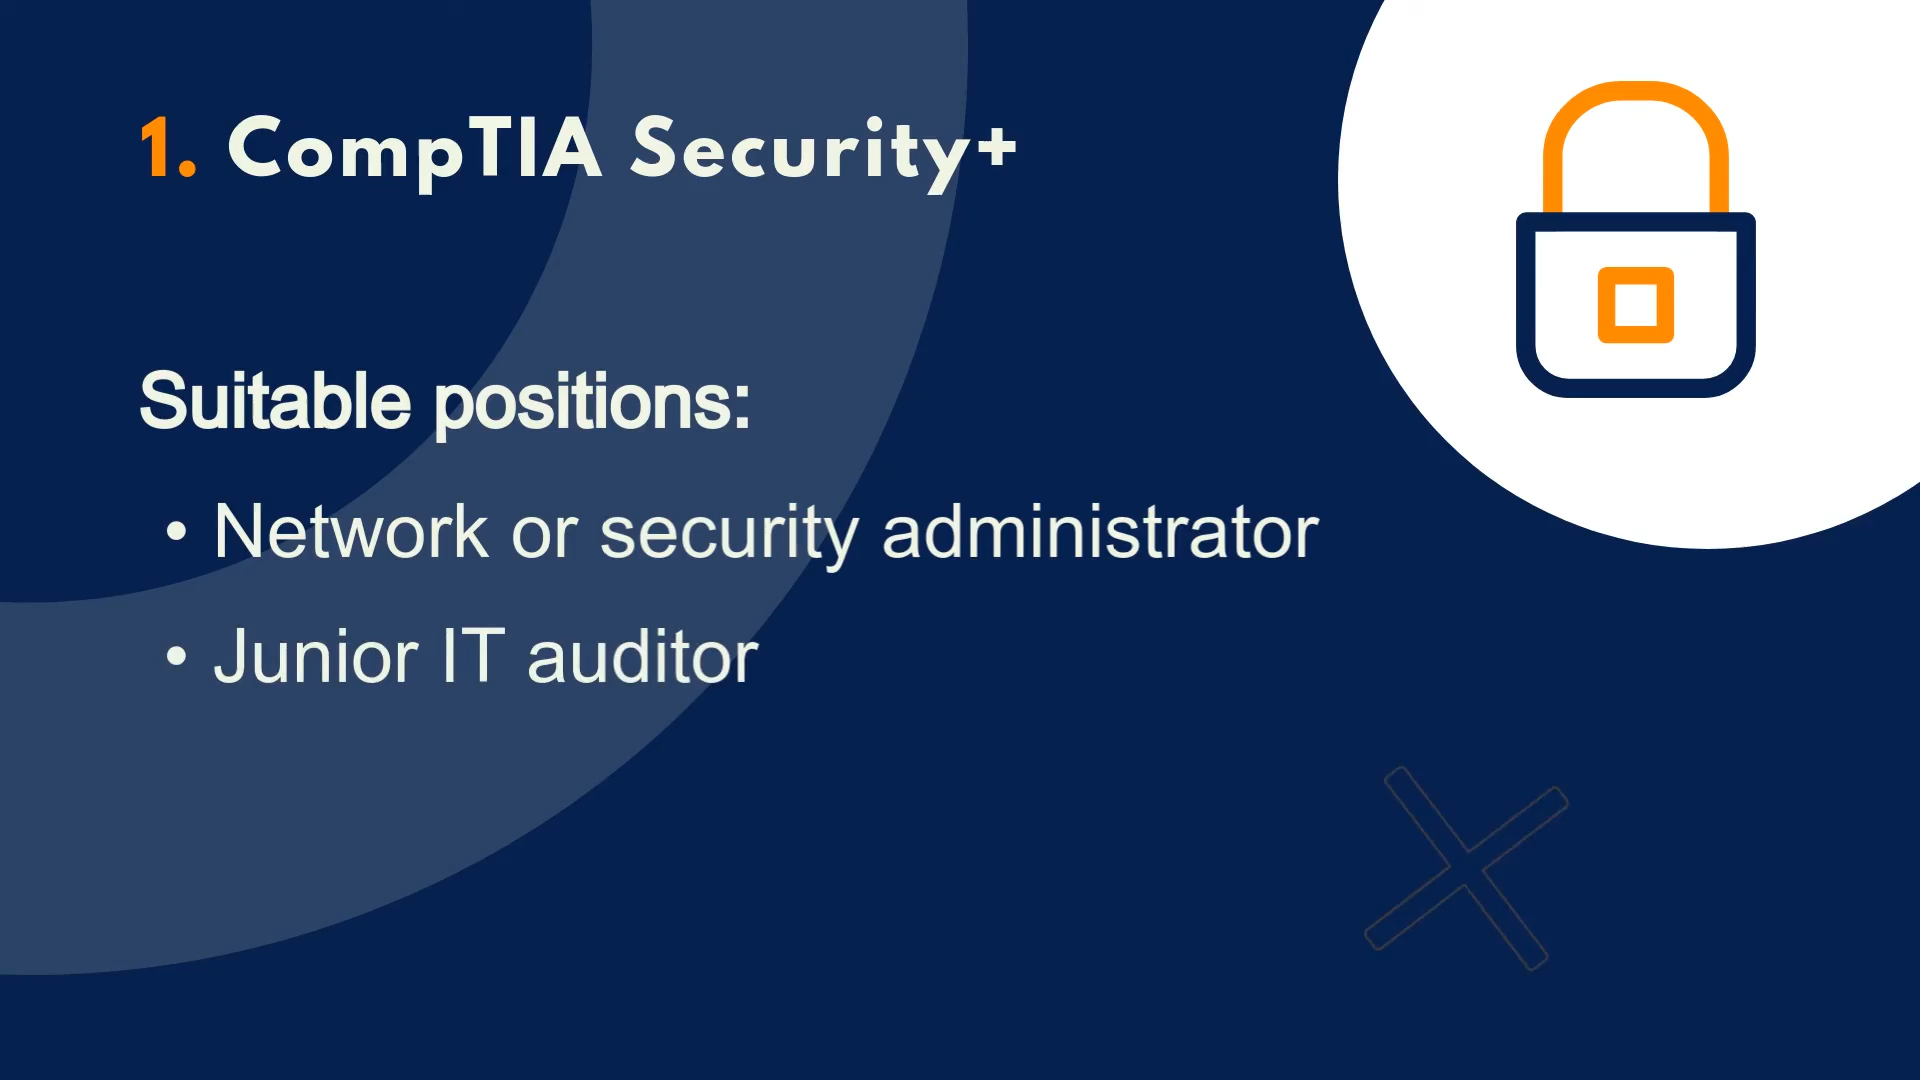 1. CompTIA Security+
Suitable positions:
• Network or security administrator
• Junior IT auditor